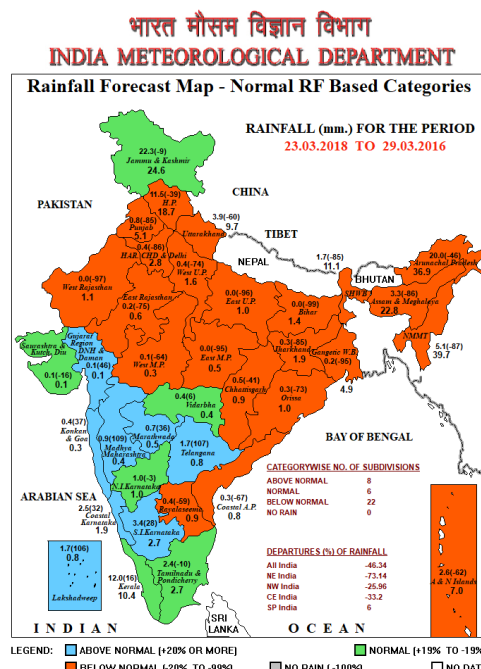 भारत मौसम विज्ञान विभाग
INDIA METEOROLOGICAL DEPARTMENT
Rainfall Forecast Map - Normal RF Based Categories
RAINFALL (mm.) FOR THE PERIOD
23.03.2018 TO 29.03.2016
22.3(-9)
Jammu & Kashmir
24.6
CHINA
PAKISTAN
11.5(-39)
H.P.
18.7
0.8(-85)
Punjab
5.1
3.9(-60)
9.7
Uttarakhand
TIBET
NEPAL
0.4(-86)
HAR. CHD & Delhi
2.8
0.4(-74)
West U.P.
1.6
1.7(-85)
11.1
BHUTAN
20.0(-46)
Arunachal Pradesh
36.9
0.0(-97)
West Rajasthan
1.1
East Rajasthan
0.2(-75)
0.6
0.0(-96)
East U.P.
1.0
0.0(-99)
Bihar
1.4
SHWB
3.3(-86)
Assam & Meghalaya
22.8
NMMT
5.1(-87)
39.7
Saurashtra &
Kutch, Diu
0.1(-16)
0.1
Gujarat
Region
DNH &
Daman
0.1(46)
0.1
0.1(-64)
West M.P.
0.3
0.0(-95)
East M.P.
0.5
0.3(-85)
Jharkhand
1.9
Gangetic W.B.
0.2(-95)
4.9
0.5(-41)
Chhattisgarh
0.9
0.3(-73)
Orissa
1.0
0.4(6)
Vidarbha
0.4
0.4(37)
Konkan
& Goa
0.3
0.9(109)
Madhya
Maharashtra
0.4
0.7(36)
Marathwada
0.5
1.7(107)
Telangana
0.8
BAY OF BENGAL
CATEGORYWISE NO. OF SUBDIVISIONS
ABOVE NORMAL 8
NORMAL 6
BELOW NORMAL 22
NO RAIN 0
ARABIAN SEA
1.0(-3)
N.I.Karnataka
1.0
2.5(32)
Coastal
Karnataka
1.9
0.4(-59)
Rayalaseema
0.9
0.3(-67)
Coastal A.P.
0.8
3.4(28)
S.I.Karnataka
2.7
1.7(106)
0.8
Lakshadweep
12.0(16)
Kerala
10.4
2.4(-10)
Tamilnadu &
Pondicherry
2.7
DEPARTURES (%) OF RAINFALL
All India -46.34
NE India -73.14
NW India -25.96
CE India -33.2
SP India 6
2.6(-62)
A & N Islands
7.0
SRI
LANKA
INDIAN OCEAN
LEGEND: ABOVE NORMAL [+20% OR MORE] NORMAL [+19% TO -19%
BELOW NORMAL [-20% TO -99%] NO RAIN [-100%] NO DAT